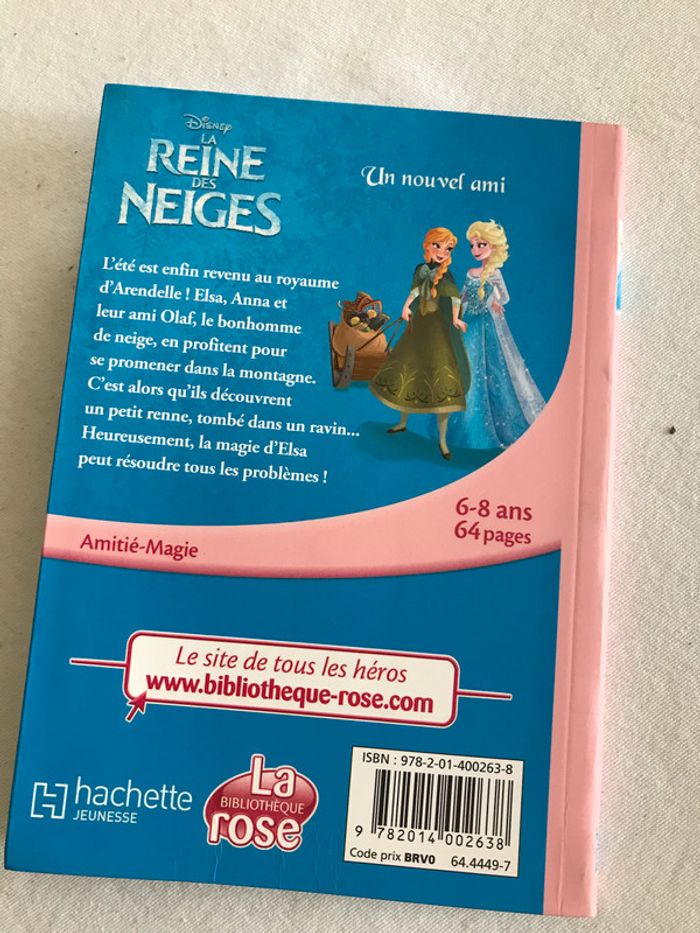 Disney
LA
REINE
DES
NEIGES
Un nouvel ami
L'été est enfin revenu au royaume
d'Arendelle ! Elsa, Anna et
leur ami Olaf, le bonhomme
de neige, en profitent pour
se promener dans la montagne.
C'est alors qu'ils découvrent
un petit renne, tombé dans un ravin...
Heureusement, la magie d'Elsa
peut résoudre tous les problèmes !
6-8 ans
64 pages
Amitié-Magie
Le site de tous les héros
www.bibliotheque-rose.com
hachette
JEUNESSE
La
BIBLIOTHÈQUE
rose
ISBN : 978-2-01-400263-8
9 782014 002638
Code prix BRV0 64.4449-7